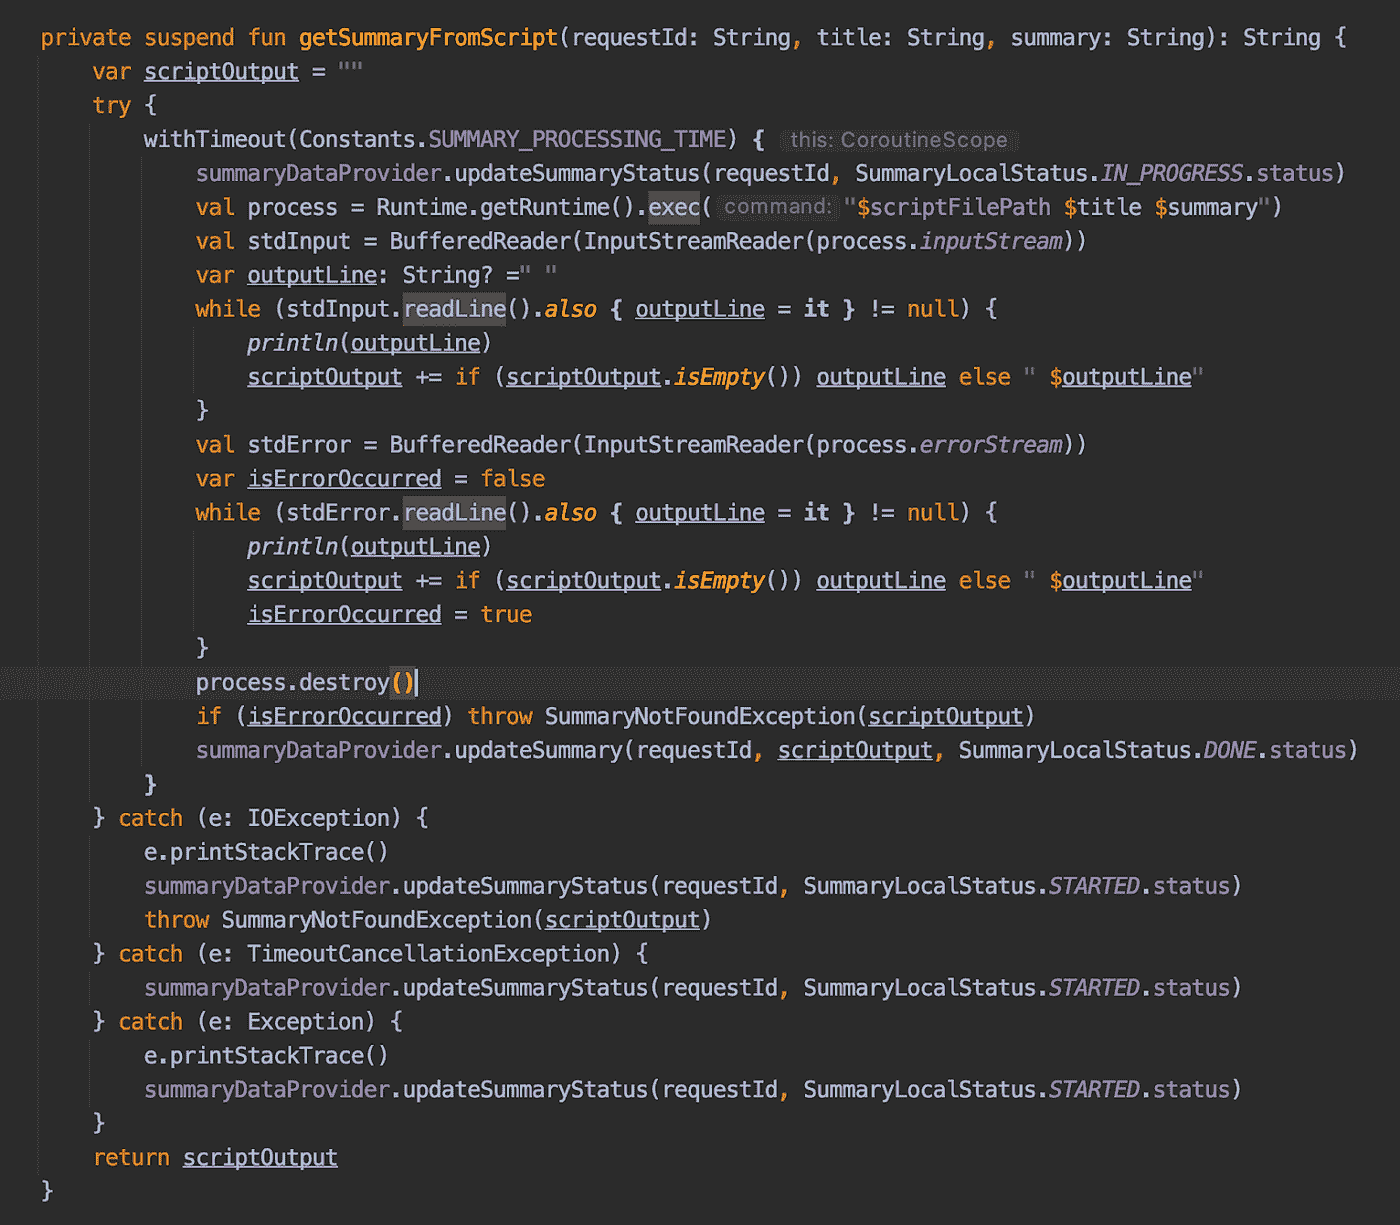 private suspend fun getSummaryFromScript(requestId: String, title: String, summary: String): String {
var scriptOutput = ""
try {
withTimeout(Constants.SUMMARY_PROCESSING_TIME) { this: CoroutineScope
summaryDataProvider.updateSummaryStatus(requestId, SummaryLocalStatus.IN_PROGRESS.status)
val process = Runtime.getRuntime().exec( command: "$scriptFilePath $title $summary")
val stdInput = BufferedReader(InputStreamReader(process.inputStream))
var outputLine: String? =" "
while (stdInput.readLine().also { outputLine = it } != null) {
println(outputLine)
scriptOutput += if (scriptOutput.isEmpty()) outputLine else " $outputLine"
}
val stdError = BufferedReader(InputStreamReader(process.errorStream))
var isErrorOccurred = false
while (stdError.readLine().also { outputLine = it } != null) {
println(outputLine)
scriptOutput += if (scriptOutput.isEmpty()) outputLine else " $outputLine"
isErrorOccurred = true
}
process.destroy()
if (isErrorOccurred) throw SummaryNotFoundException(scriptOutput)
summaryDataProvider.updateSummary(requestId, scriptOutput, SummaryLocalStatus.DONE.status)
}
} catch (e: IOException) {
e.printStackTrace()
summaryDataProvider.updateSummaryStatus(requestId, SummaryLocalStatus.STARTED.status)
throw SummaryNotFoundException(scriptOutput)
} catch (e: TimeoutCancellationException) {
summaryDataProvider.updateSummaryStatus(requestId, SummaryLocalStatus.STARTED.status)
} catch (e: Exception) {
e.printStackTrace()
summaryDataProvider.updateSummaryStatus(requestId, SummaryLocalStatus.STARTED.status)
}
return scriptOutput
}